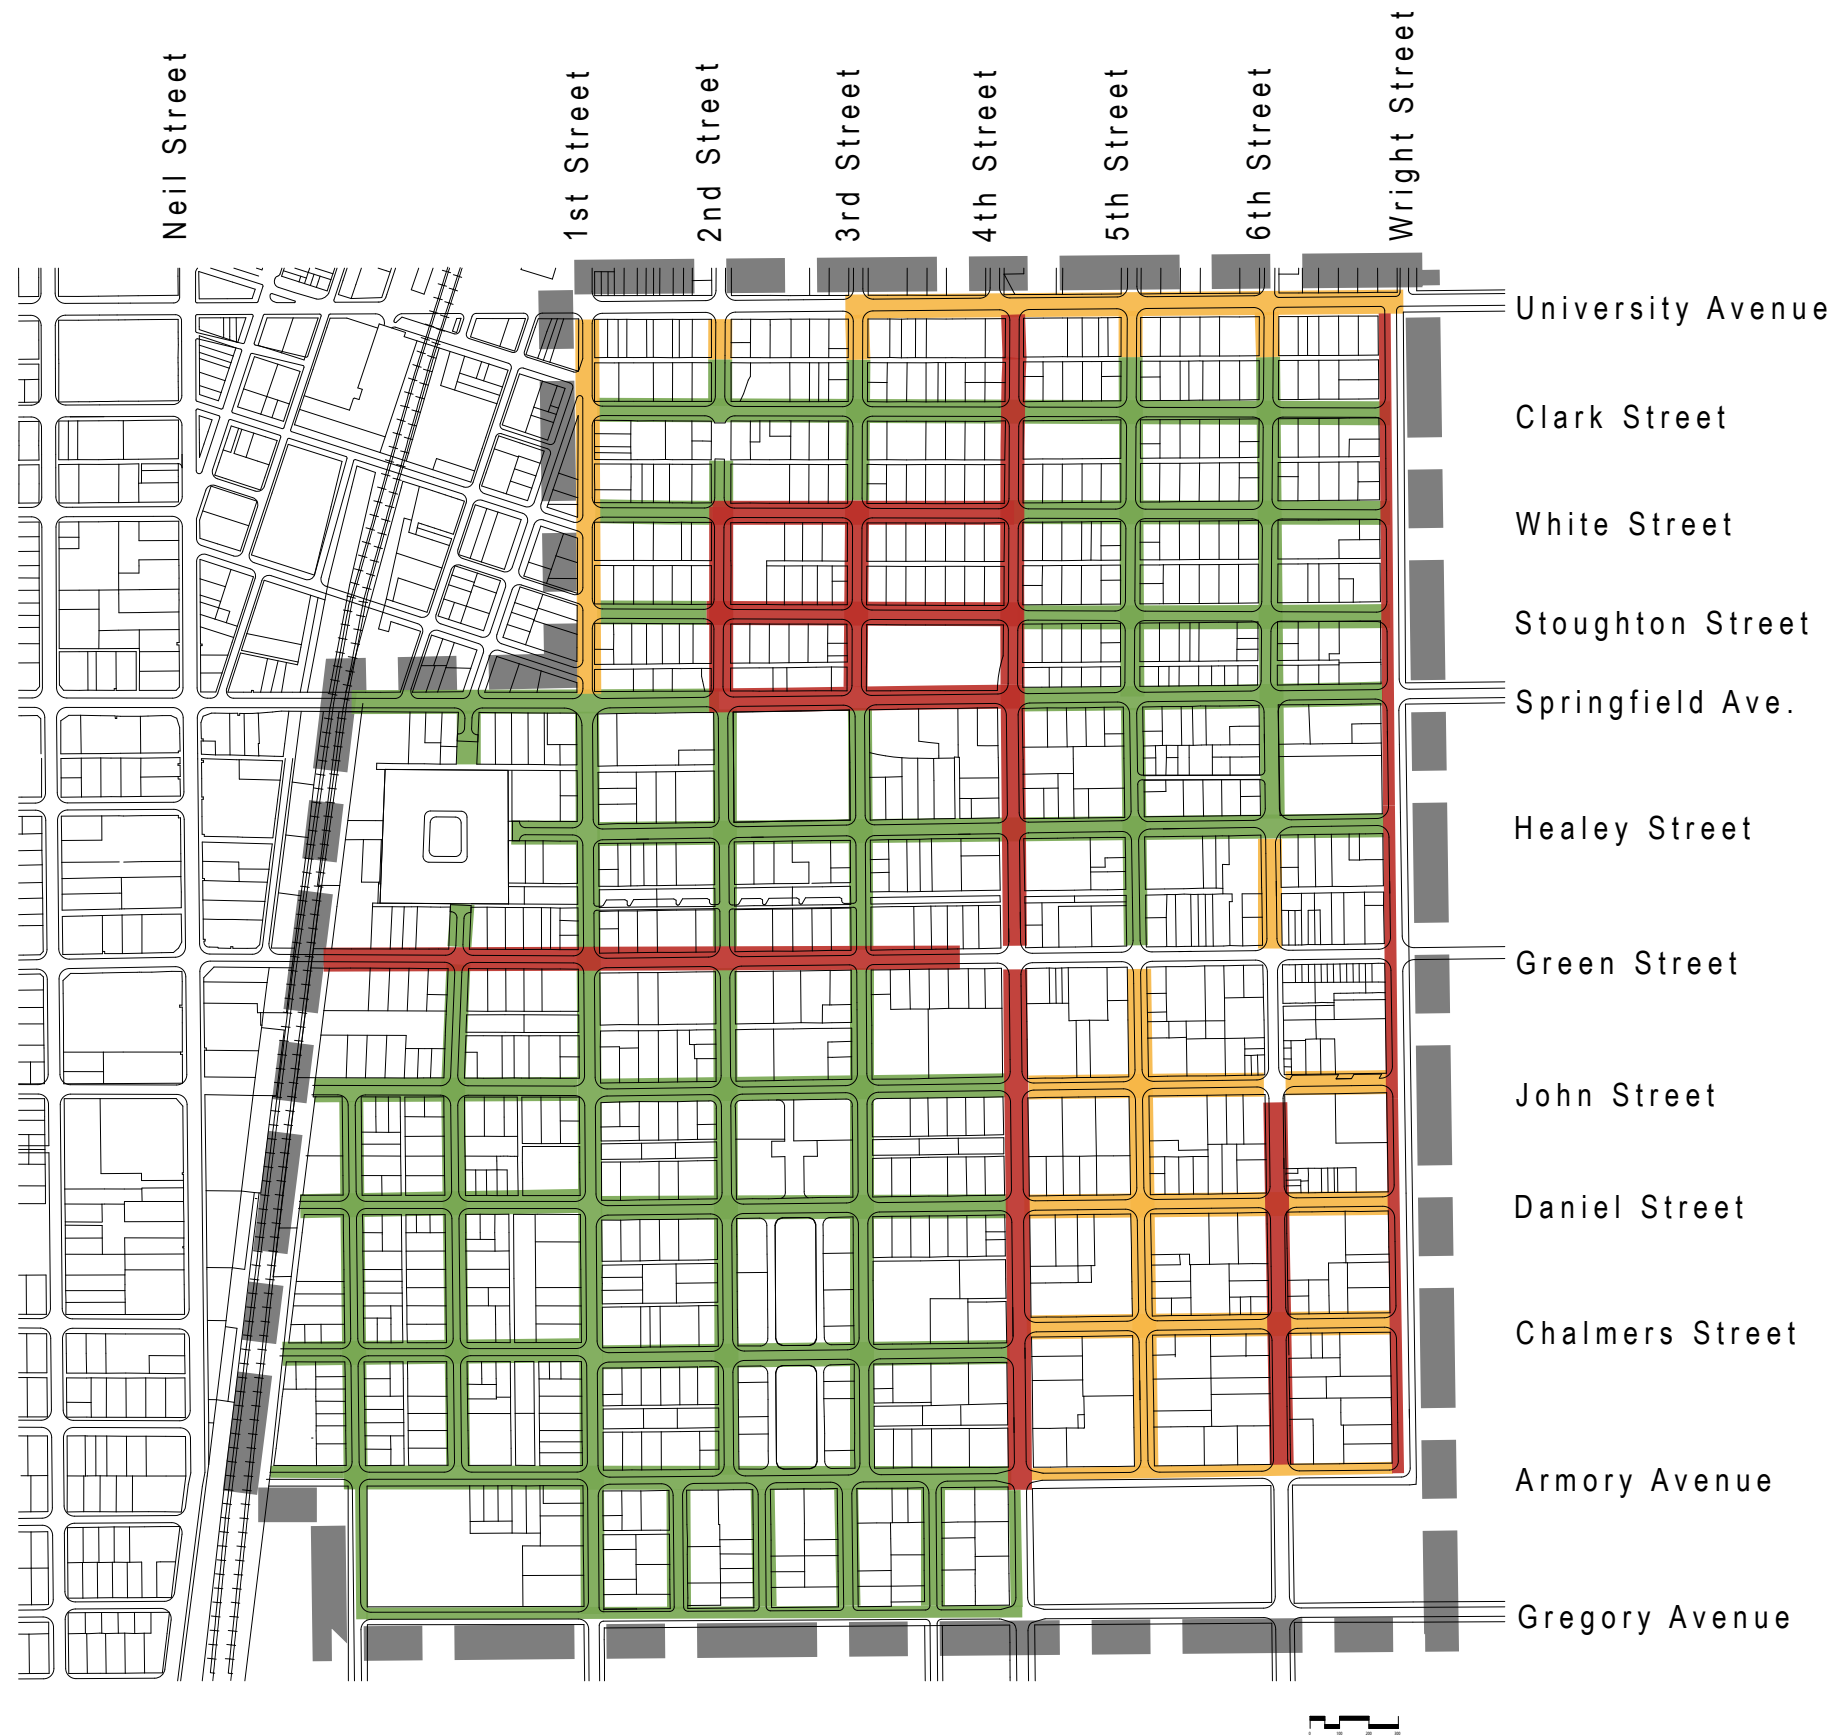 Neil Street
1st Street
2nd Street
3rd Street
4th Street
5th Street
6th Street
Wright Street
University Avenue
Clark Street
White Street
Stoughton Street
Springfield Ave.
Healey Street
Green Street
John Street
Daniel Street
Chalmers Street
Armory Avenue
Gregory Avenue